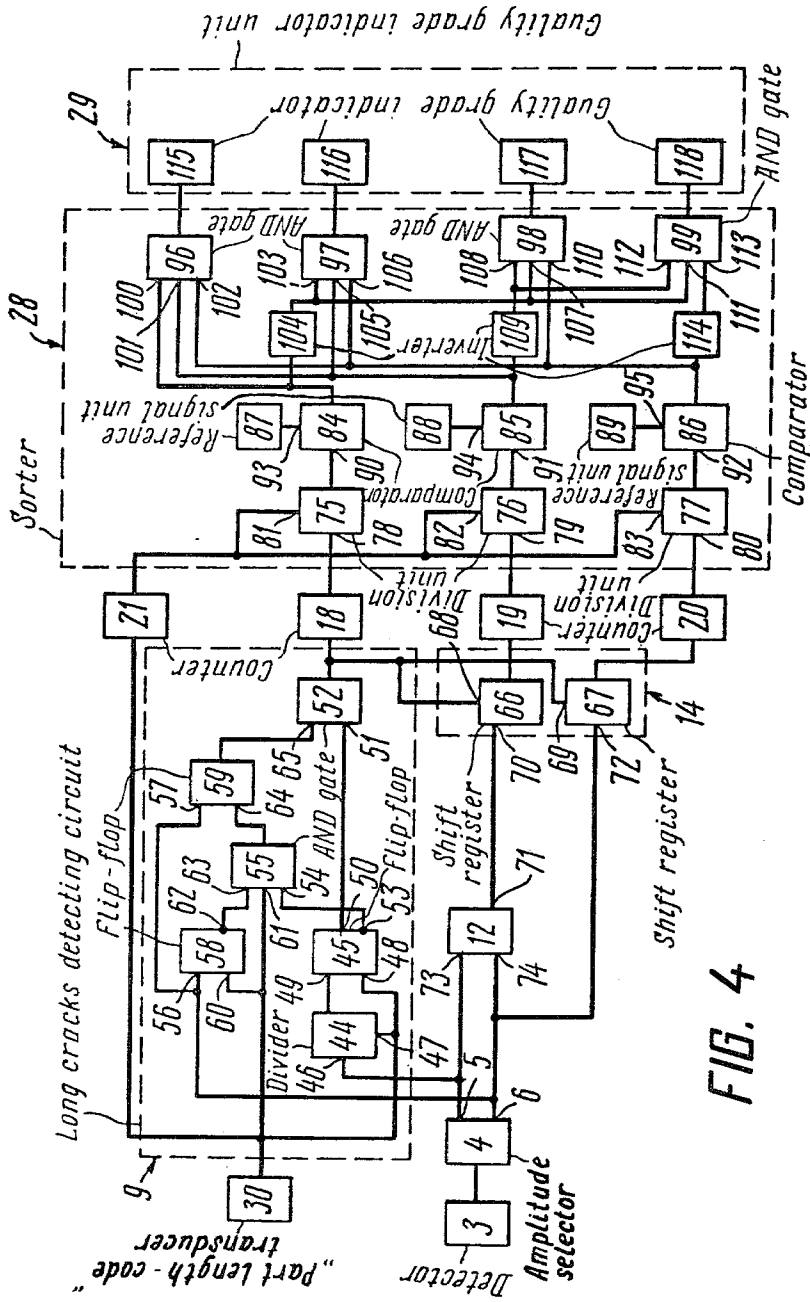 Guality grade indicator unit
29
Guality grade indicator
115
116
117
118
AND gate
28
Sorter
AND gate
AND gate
96
97
98
99
100
101
102
103
105
106
108
107
110
112
111
113
104
109
114
Inverter
Reference
signal unit
87
88
89
Reference
signal unit
93
94
95
84
85
86
90
91
92
Comparator
Comparator
75
76
77
81
82
83
78
79
80
Division
unit
Division
unit
21
18
19
20
Counter
Counter
Long cracks detecting circuit
9
Flip-flop
52
65
51
59
57
64
AND gate
55
63
61
54
58
62
56
60
45
50
53
49
48
Flip-flop
Divider
44
46
47
30
"Part length-code"
transducer
68
66
70
69
67
72
14
Shift
register
Shift register
12
71
73
74
4
5
6
Amplitude
selector
3
Detector
FIG. 4